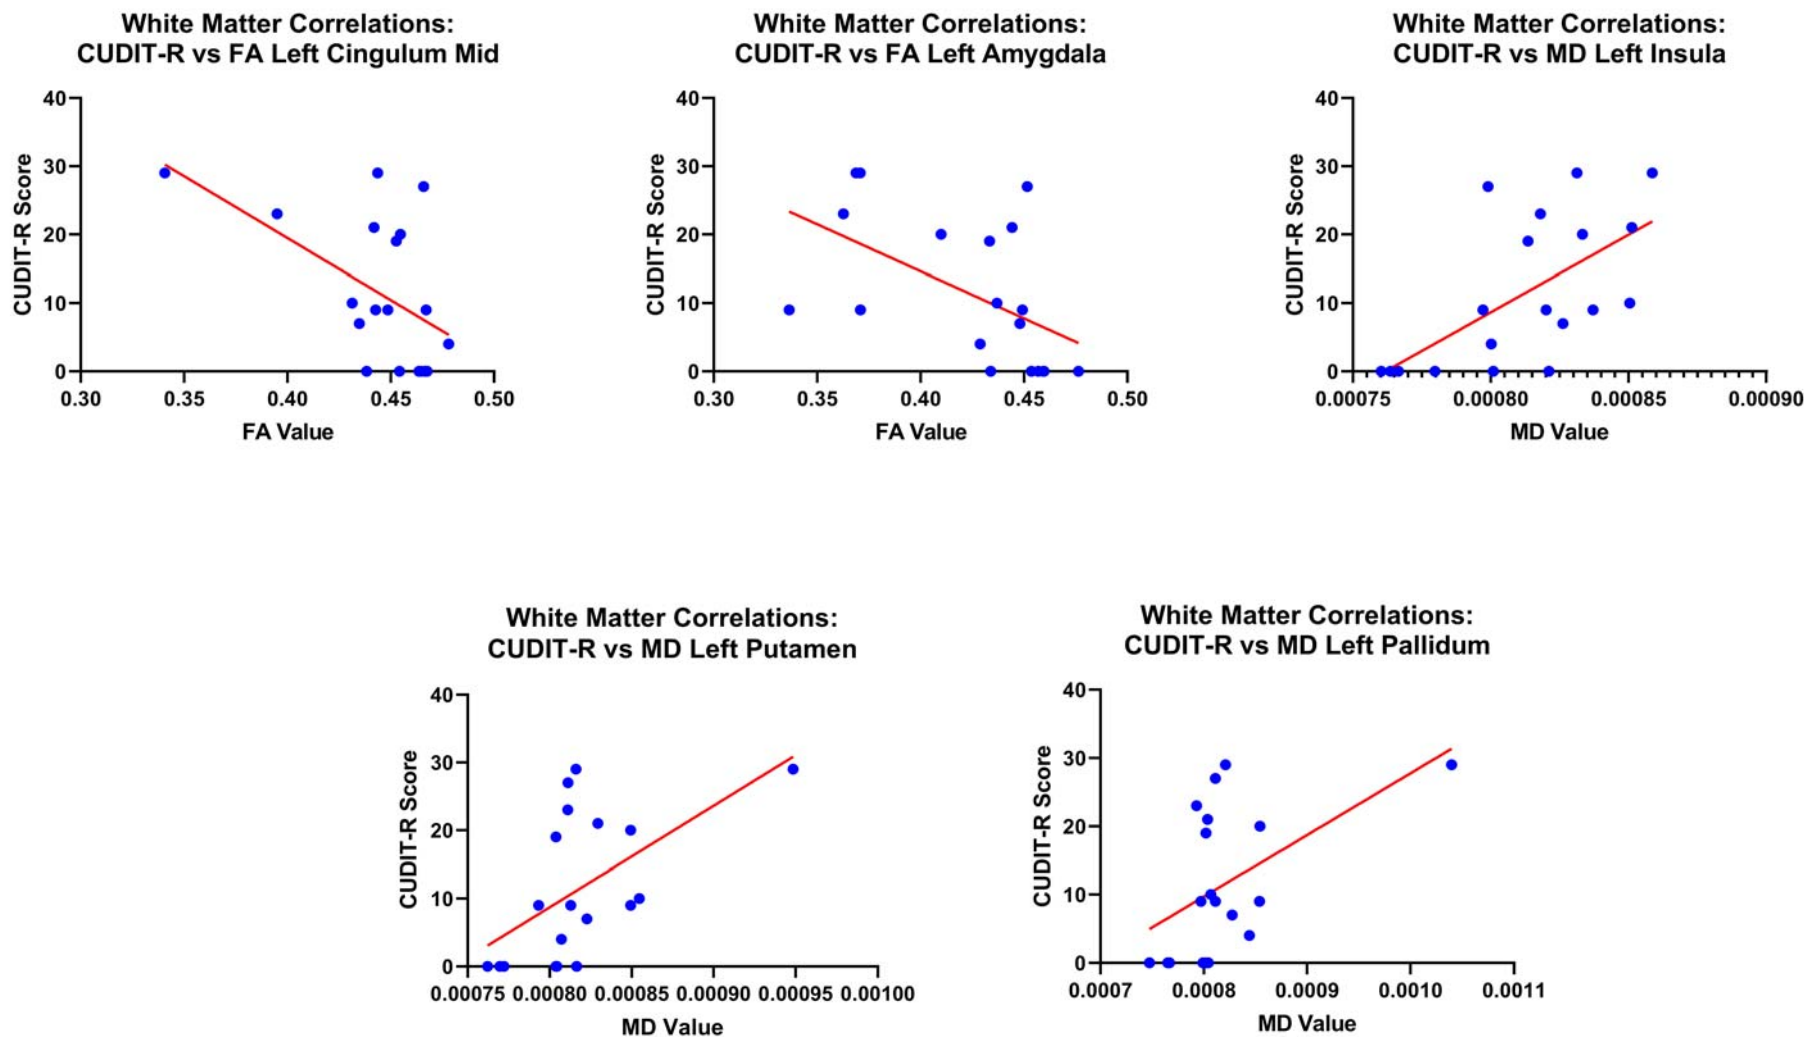 White Matter Correlations:
CUDIT-R vs FA Left Cingulum Mid
CUDIT-R Score
40
30
20
10
0
0.30 0.35 0.40 0.45 0.50
FA Value
White Matter Correlations:
CUDIT-R vs FA Left Amygdala
CUDIT-R Score
40
30
20
10
0
0.30 0.35 0.40 0.45 0.50
FA Value
White Matter Correlations:
CUDIT-R vs MD Left Insula
CUDIT-R Score
40
30
20
10
0
0.00075 0.00080 0.00085 0.00090
MD Value
White Matter Correlations:
CUDIT-R vs MD Left Putamen
CUDIT-R Score
40
30
20
10
0
0.00075 0.00080 0.00085 0.00090 0.00095 0.00100
MD Value
White Matter Correlations:
CUDIT-R vs MD Left Pallidum
CUDIT-R Score
40
30
20
10
0
0.0007 0.0008 0.0009 0.0010 0.0011
MD Value